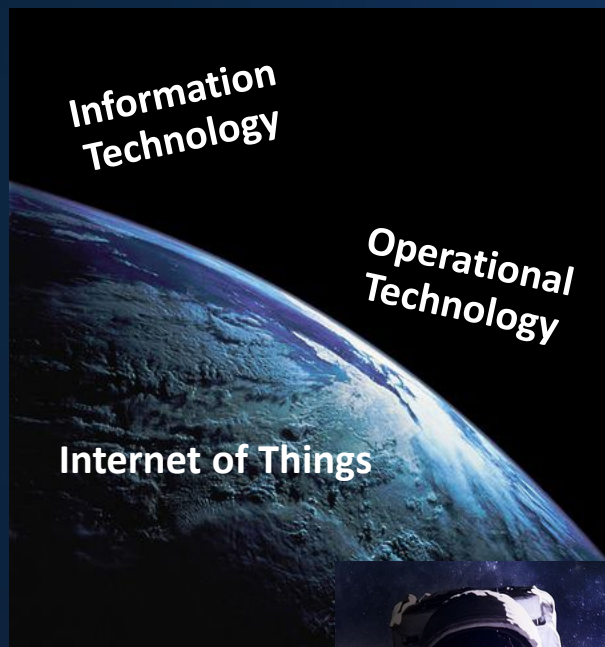 Information
Technology
Operational
Technology
Internet of Things